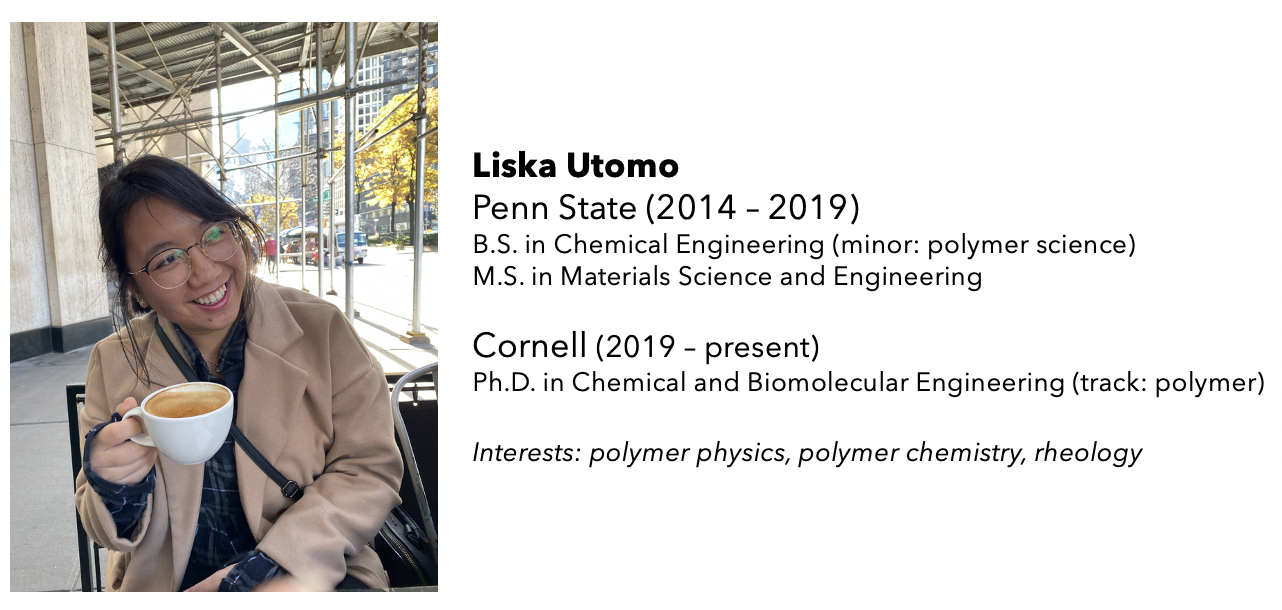 Liska Utomo
Penn State (2014 – 2019)
B.S. in Chemical Engineering (minor: polymer science)
M.S. in Materials Science and Engineering
Cornell (2019 – present)
Ph.D. in Chemical and Biomolecular Engineering (track: polymer)
Interests: polymer physics, polymer chemistry, rheology